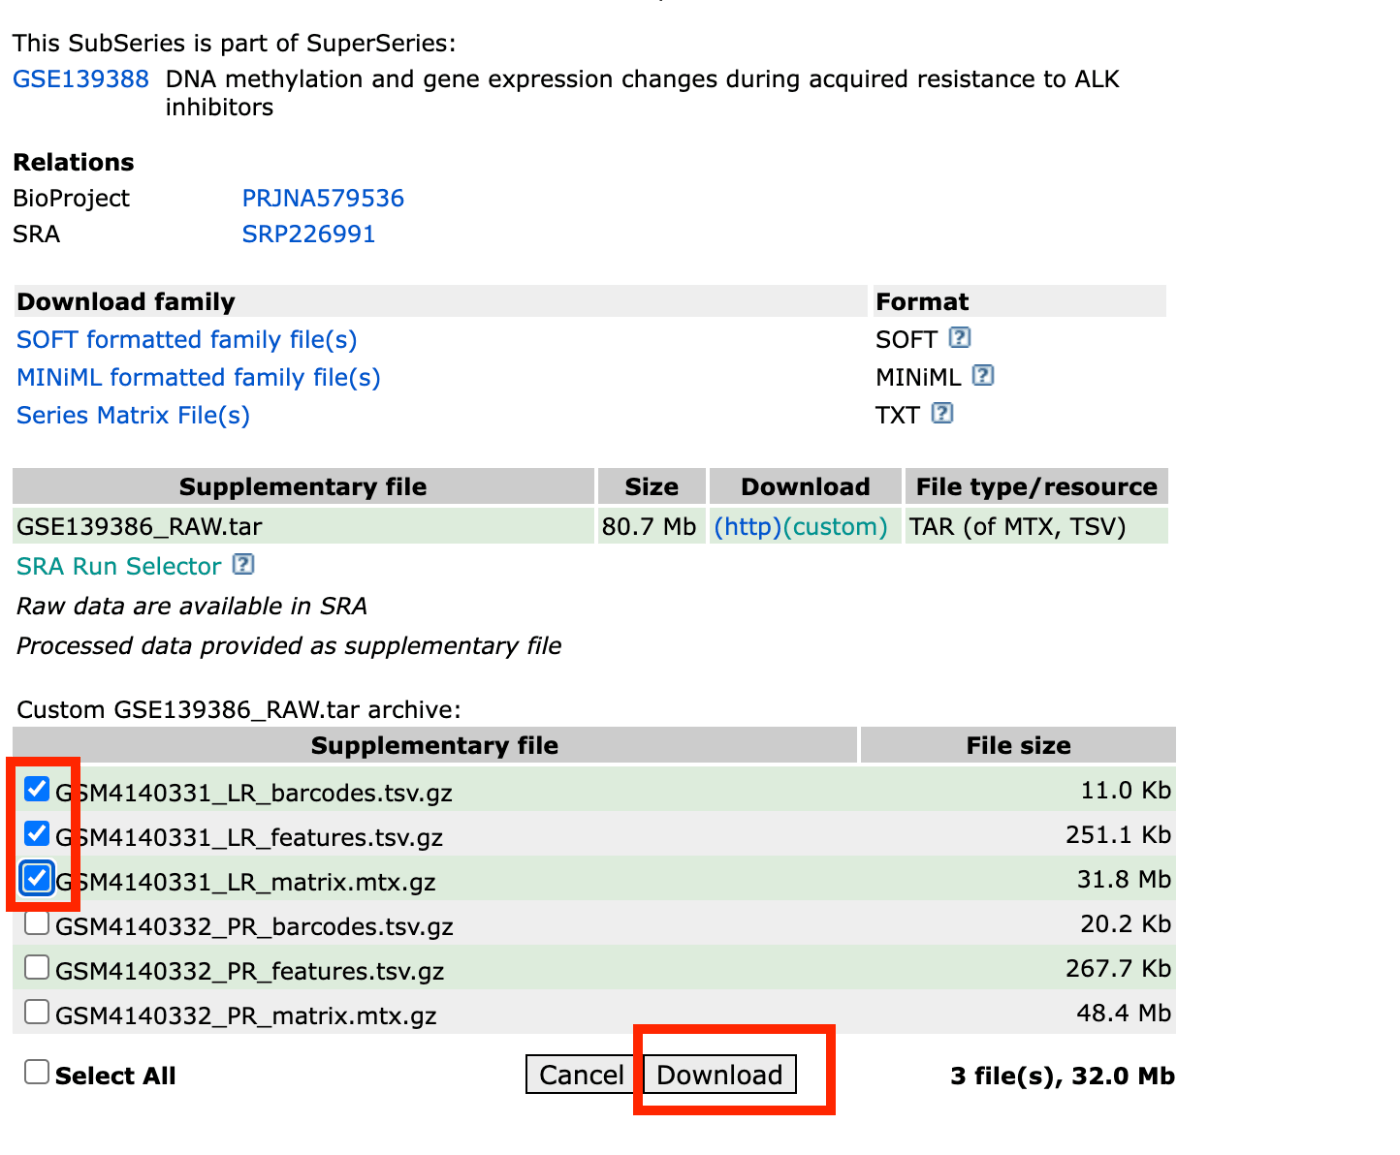 This SubSeries is part of SuperSeries:
GSE139388 DNA methylation and gene expression changes during acquired resistance to ALK
inhibitors
Relations
BioProject PRJNA579536
SRA SRP226991
Download family Format
SOFT formatted family file(s) SOFT ?
MINiML formatted family file(s) MINiML ?
Series Matrix File(s) TXT ?
Supplementary file Size Download File type/resource
GSE139386_RAW.tar 80.7 Mb (http)(custom) TAR (of MTX, TSV)
SRA Run Selector ?
Raw data are available in SRA
Processed data provided as supplementary file
Custom GSE139386_RAW.tar archive:
Supplementary file File size
GSM4140331_LR_barcodes.tsv.gz 11.0 Kb
GSM4140331_LR_features.tsv.gz 251.1 Kb
GSM4140331_LR_matrix.mtx.gz 31.8 Mb
GSM4140332_PR_barcodes.tsv.gz 20.2 Kb
GSM4140332_PR_features.tsv.gz 267.7 Kb
GSM4140332_PR_matrix.mtx.gz 48.4 Mb
Select All Cancel Download 3 file(s), 32.0 Mb